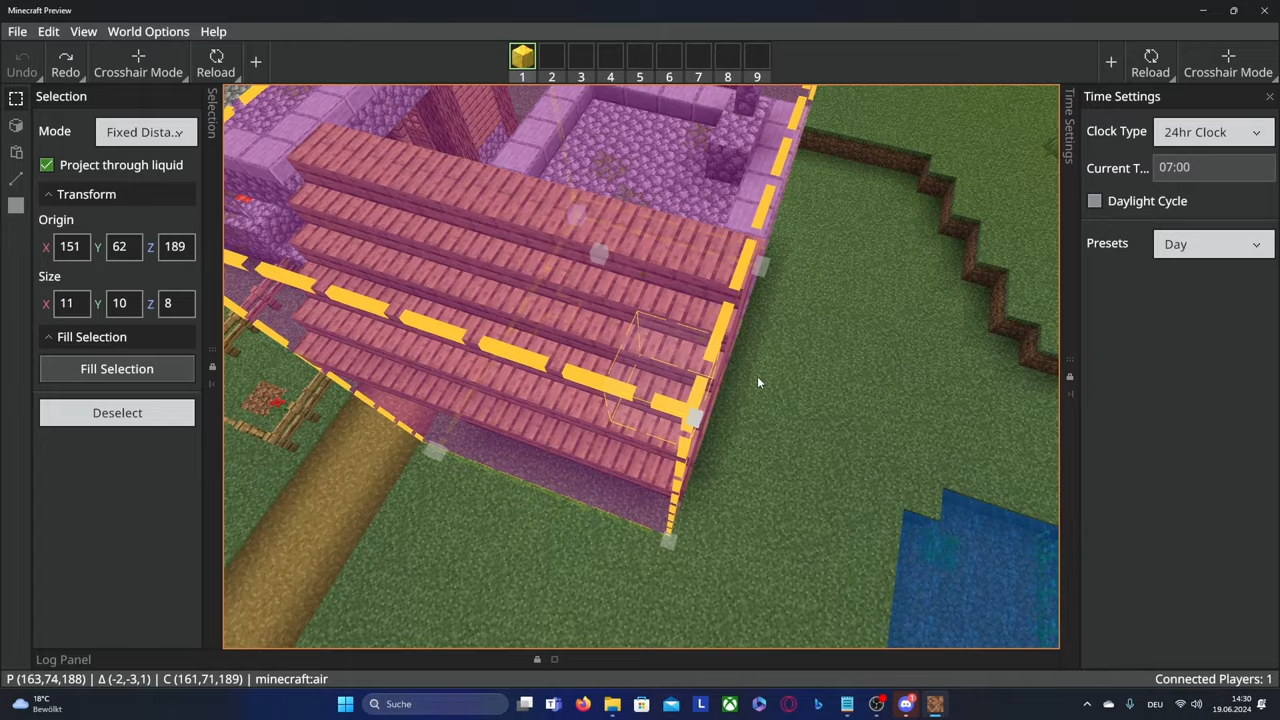 Minecraft Preview
File Edit View World Options Help
Undo Redo Crosshair Mode Reload
1 2 3 4 5 6 7 8 9
Reload Crosshair Mode
Selection
Mode Fixed Dista...
Project through liquid
Transform
Origin
X 151 Y 62 Z 189
Size
X 11 Y 10 Z 8
Fill Selection
Fill Selection
Deselect
Selection
Time Settings
Time Settings
Clock Type 24hr Clock
Current T... 07:00
Daylight Cycle
Presets Day
Log Panel
P (163,74,188) | Δ (-2,-3,1) | C (161,71,189) | minecraft:air
Connected Players: 1
18°C
Bewölkt
Suche
DEU
14:30
19.06.2024